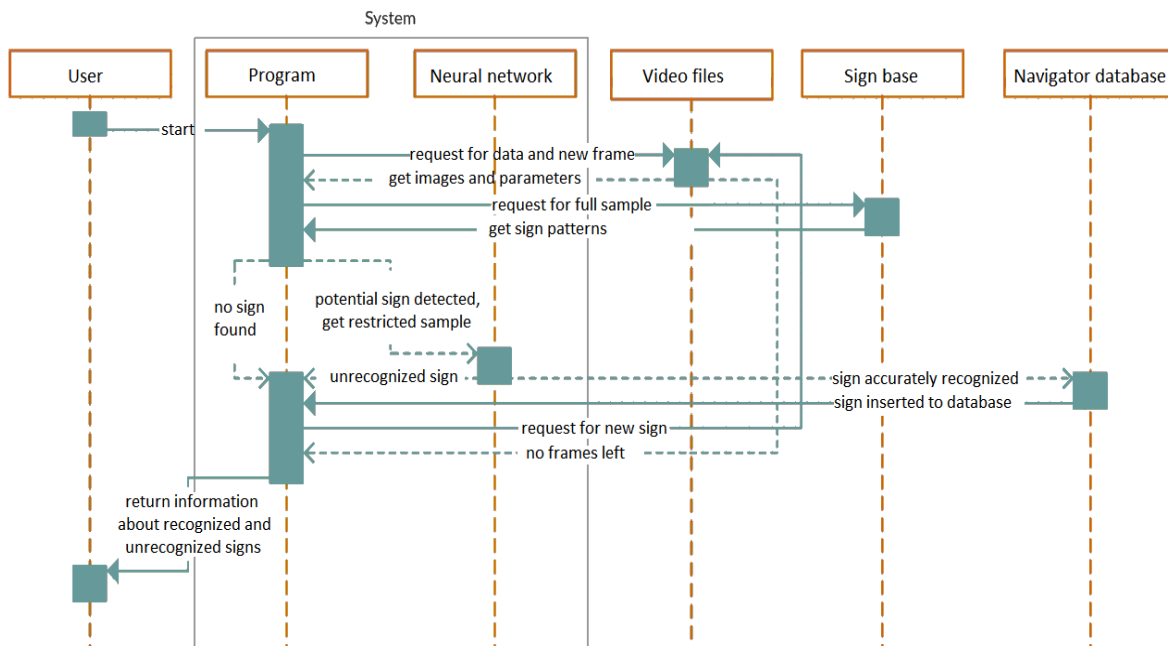 System
User
Program
Neural network
Video files
Sign base
Navigator database
start
request for data and new frame
get images and parameters
request for full sample
get sign patterns
no sign
found
potential sign detected,
get restricted sample
unrecognized sign
sign accurately recognized
sign inserted to database
request for new sign
no frames left
return information
about recognized and
unrecognized signs